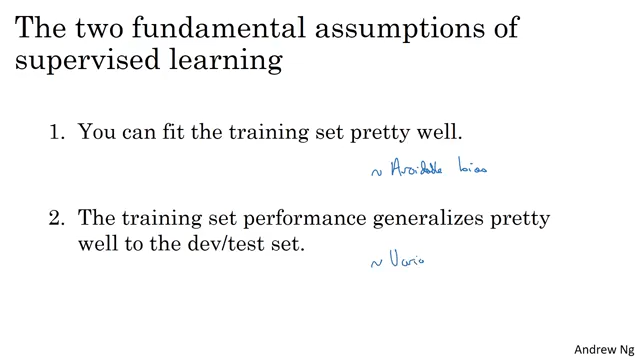 The two fundamental assumptions of
supervised learning
1. You can fit the training set pretty well.
~ Avoidable bias
2. The training set performance generalizes pretty
well to the dev/test set.
~ Varia
Andrew Ng